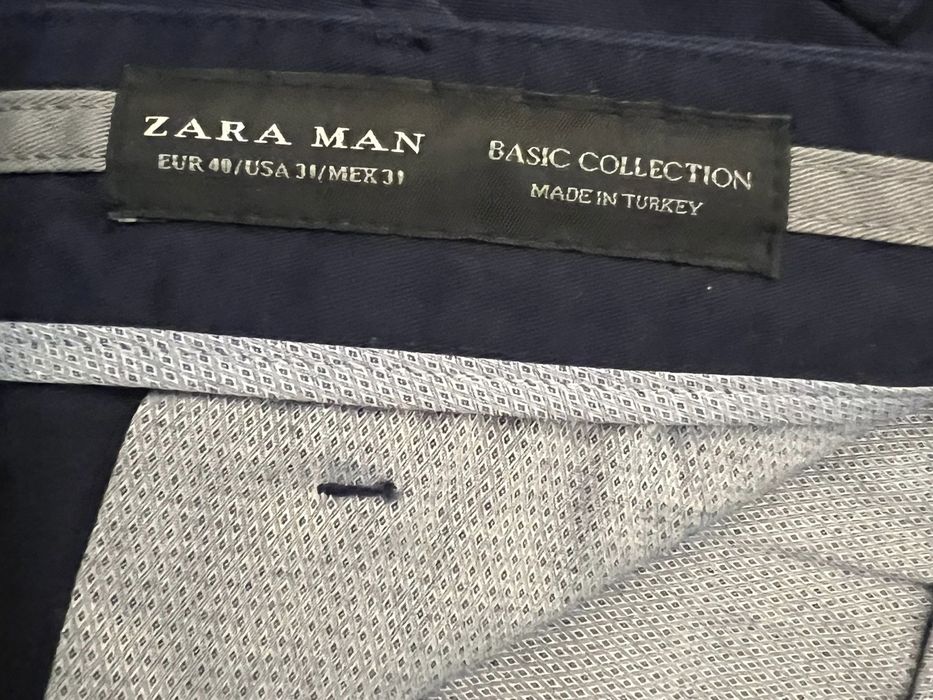 ZARA MAN
EUR 40/USA 31/MEX 31
BASIC COLLECTION
MADE IN TURKEY